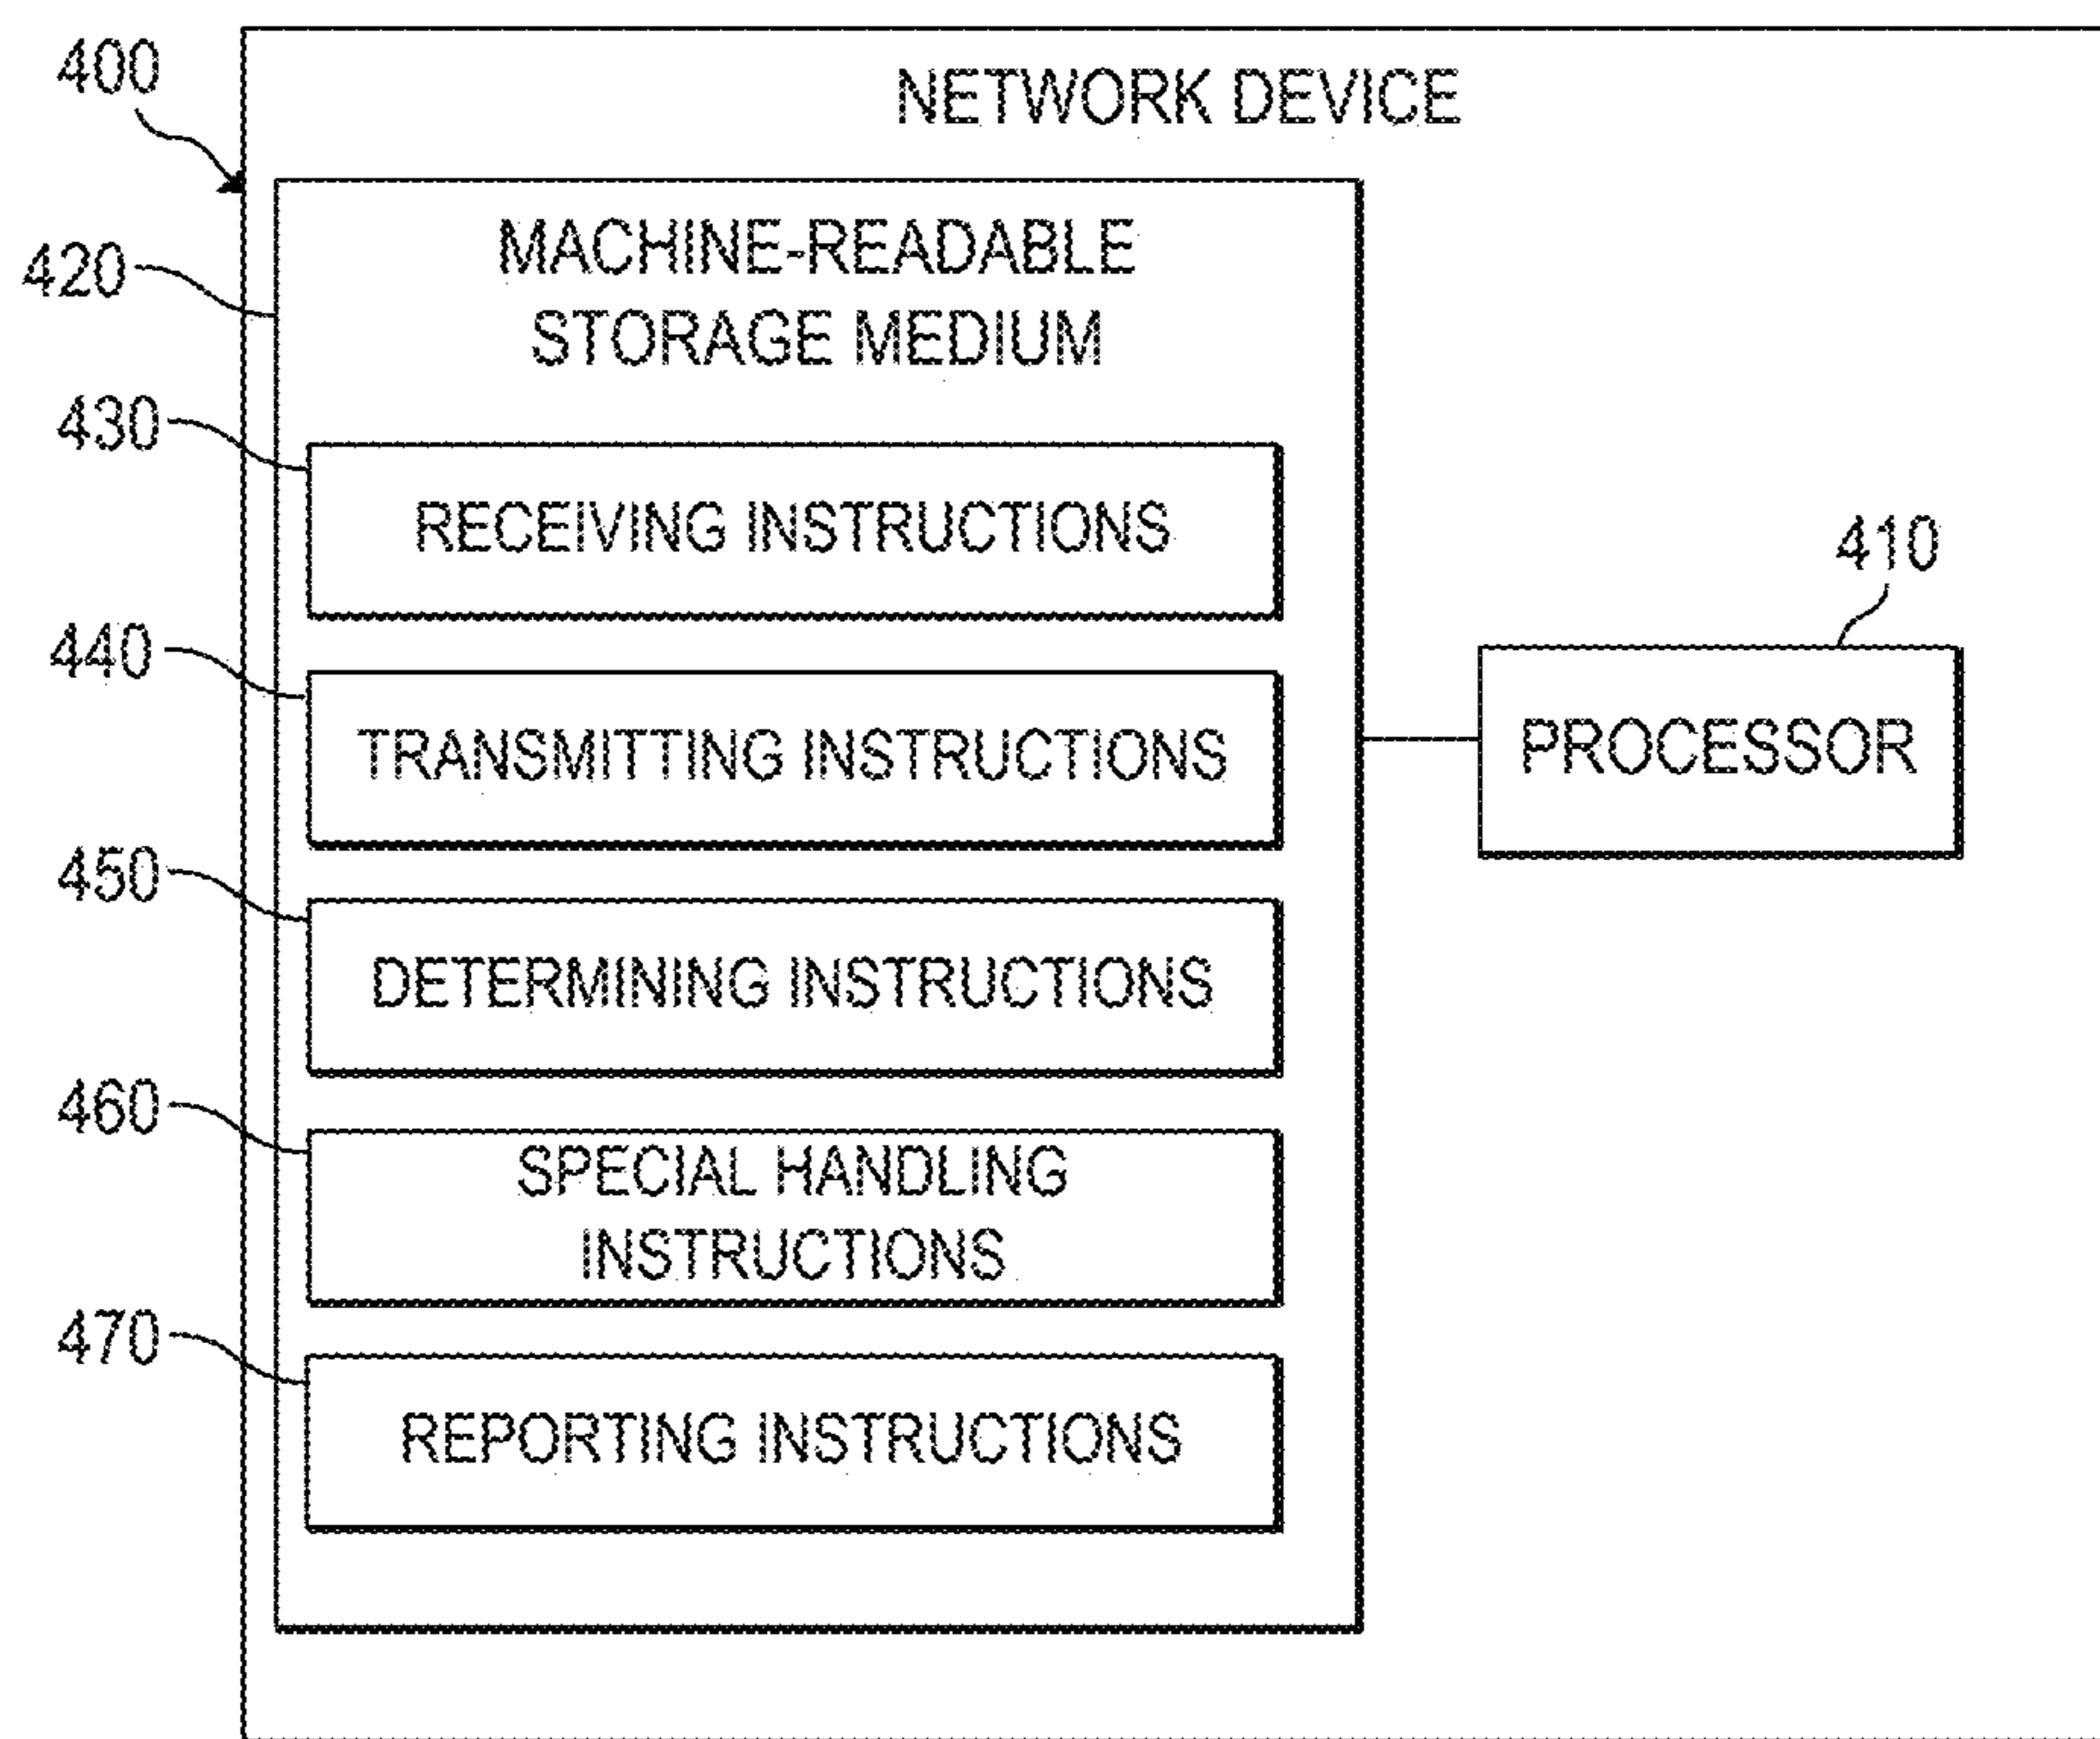 400
NETWORK DEVICE
420
MACHINE-READABLE
STORAGE MEDIUM
430
RECEIVING INSTRUCTIONS
410
440
TRANSMITTING INSTRUCTIONS
PROCESSOR
450
DETERMINING INSTRUCTIONS
460
SPECIAL HANDLING
INSTRUCTIONS
470
REPORTING INSTRUCTIONS